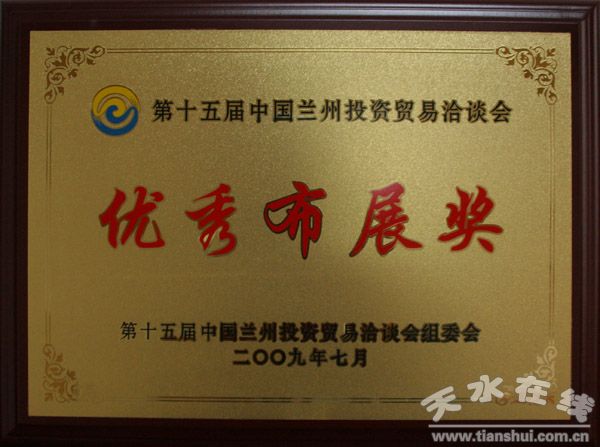 第十五届中国兰州投资贸易洽谈会
优秀布展奖
第十五届中国兰州投资贸易洽谈会组委会
二〇〇九年七月
天水在线
www.tianshui.com.cn